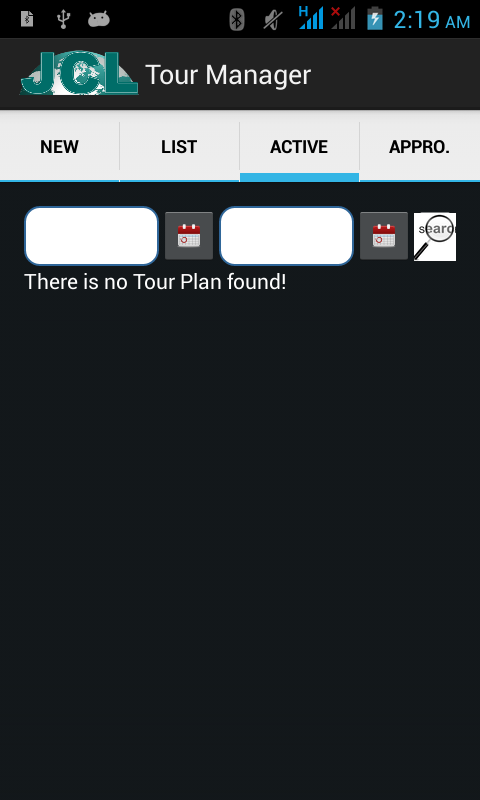 H
2:19 AM
JCL Tour Manager
NEW
LIST
ACTIVE
APPRO.
search
There is no Tour Plan found!